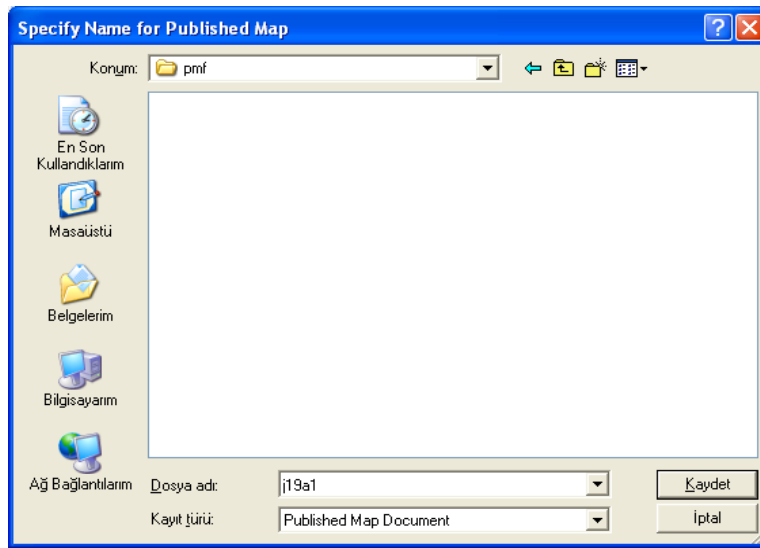 Specify Name for Published Map
Konum:
pmf
En Son
Kullandıklarım
Masaüstü
Belgelerim
Bilgisayarım
Ağ Bağlantılarım
Dosya adı:
j19a1
Kaydet
Kayıt türü:
Published Map Document
İptal